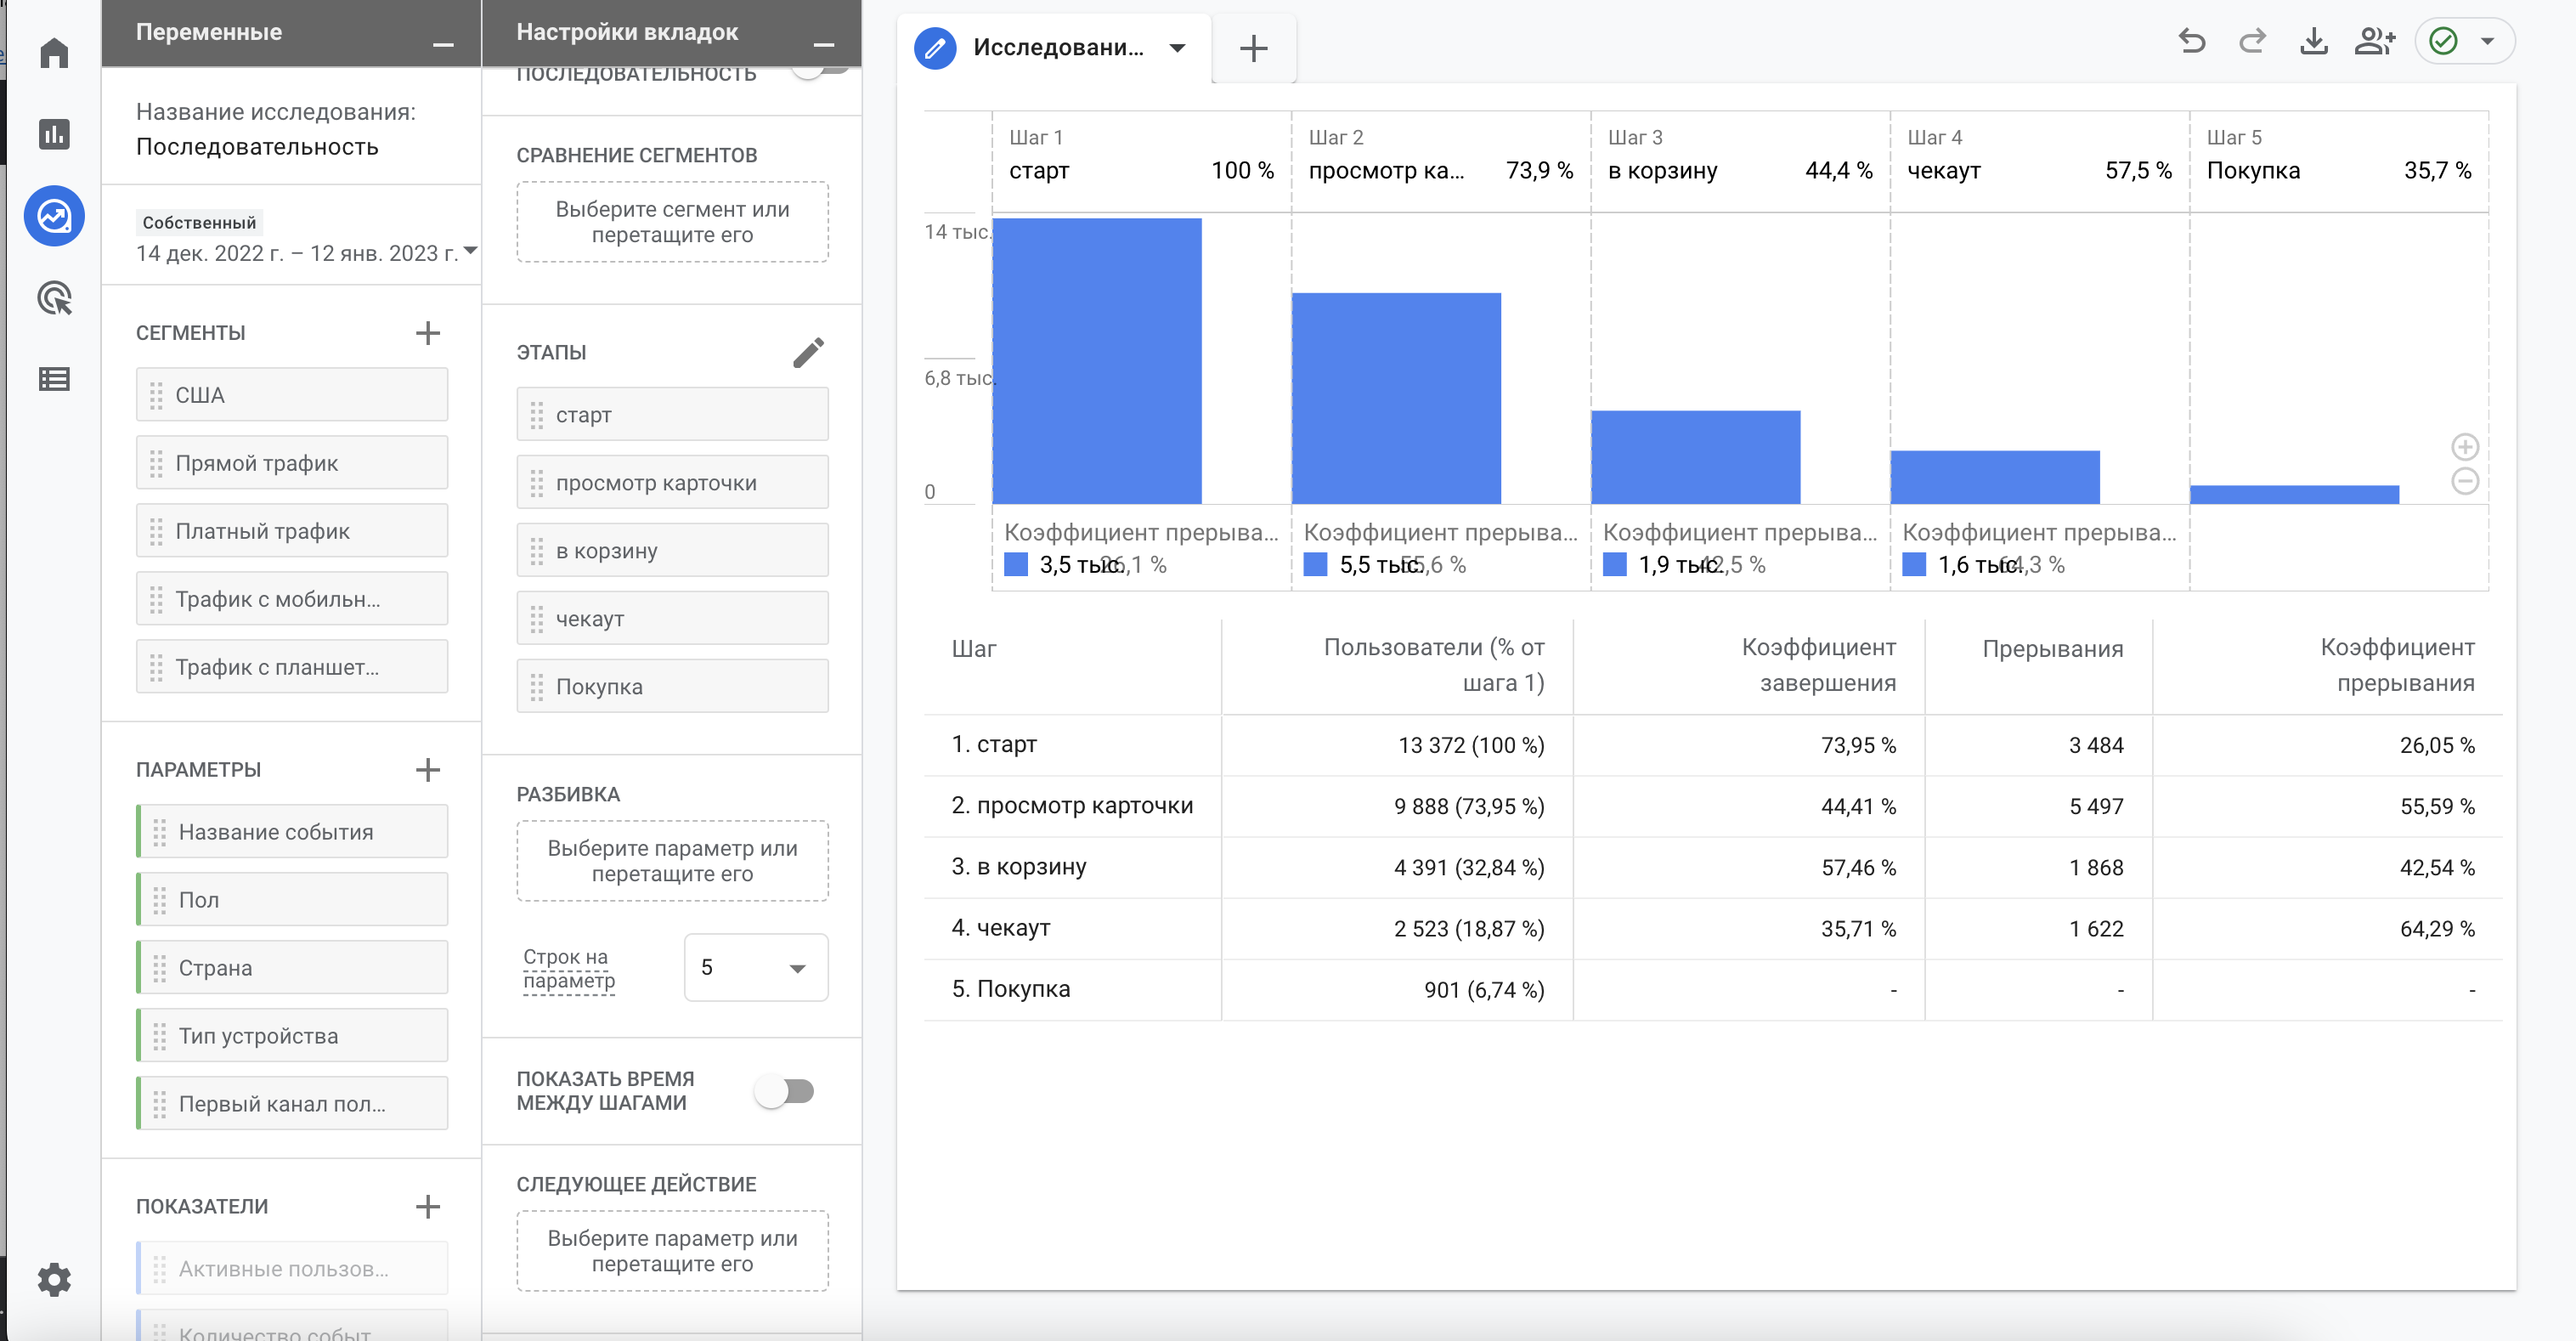 Переменные
Название исследования:
Последовательность
Собственный
14 дек. 2022 г. – 12 янв. 2023 г.
СЕГМЕНТЫ
США
Прямой трафик
Платный трафик
Трафик с мобильн...
Трафик с планшет...
ПАРАМЕТРЫ
Название события
Пол
Страна
Тип устройства
Первый канал пол...
ПОКАЗАТЕЛИ
Активные пользов...
Количество событ
Настройки вкладок
ПОСЛЕДОВАТЕЛЬНОСТЬ
СРАВНЕНИЕ СЕГМЕНТОВ
Выберите сегмент или
перетащите его
ЭТАПЫ
старт
просмотр карточки
в корзину
чекаут
Покупка
РАЗБИВКА
Выберите параметр или
перетащите его
Строк на
параметр
5
ПОКАЗАТЬ ВРЕМЯ
МЕЖДУ ШАГАМИ
СЛЕДУЮЩЕЕ ДЕЙСТВИЕ
Выберите параметр или
перетащите его
Исследовани...
Шаг 1 Шаг 2 Шаг 3 Шаг 4 Шаг 5
старт 100 % просмотр ка... 73,9 % в корзину 44,4 % чекаут 57,5 % Покупка 35,7 %
14 тыс.
6,8 тыс.
0
Коэффициент прерыва... Коэффициент прерыва... Коэффициент прерыва... Коэффициент прерыва...
3,5 тыс. 26,1 % 5,5 тыс. 55,6 % 1,9 тыс. 42,5 % 1,6 тыс. 64,3 %
Шаг Пользователи (% от шага 1) Коэффициент завершения Прерывания Коэффициент прерывания
1. старт 13 372 (100 %) 73,95 % 3 484 26,05 %
2. просмотр карточки 9 888 (73,95 %) 44,41 % 5 497 55,59 %
3. в корзину 4 391 (32,84 %) 57,46 % 1 868 42,54 %
4. чекаут 2 523 (18,87 %) 35,71 % 1 622 64,29 %
5. Покупка 901 (6,74 %) - - -